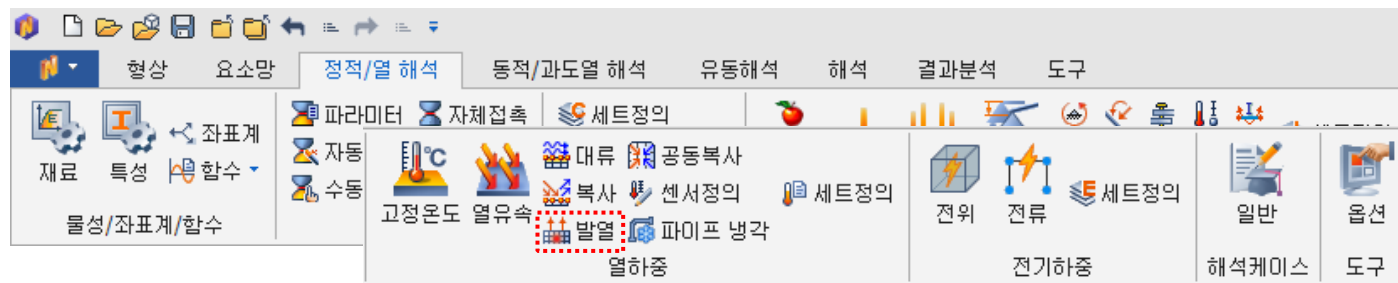 형상 요소망 정적/열 해석 동적/과도열 해석 유동해석 해석 결과분석 도구
파라미터 자체접촉 세트정의
좌표계
자동
재료 특성 함수
수동
물성/좌표계/함수
대류 공동복사
고정온도 열유속 복사 센서정의 세트정의
발열 파이프 냉각
열하중
전위 전류 세트정의
전기하중
일반
해석케이스
옵션
도구